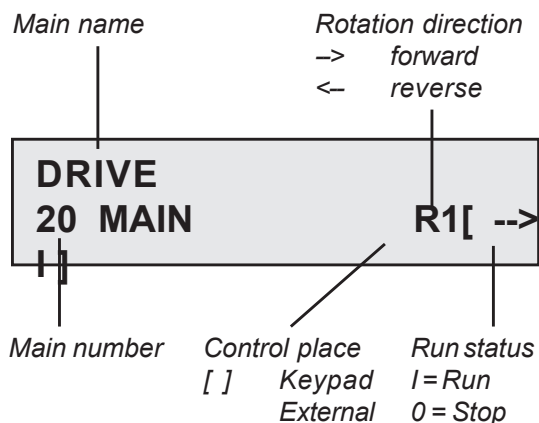 Main name
Rotation direction
--> forward
<-- reverse
DRIVE
20 MAIN R1[ -->
I ]
Main number
Control place
[ ] Keypad
External
Run status
I = Run
0 = Stop